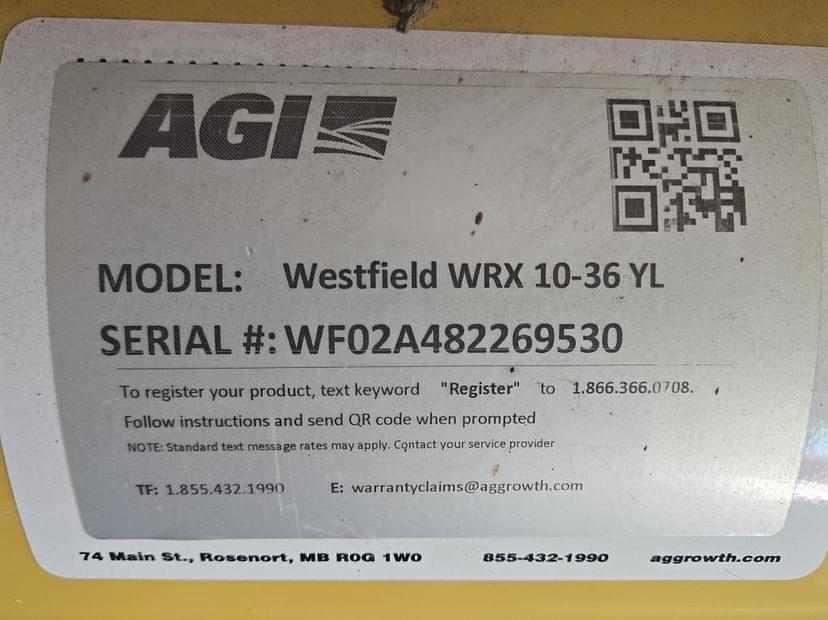 AGI
MODEL: Westfield WRX 10-36 YL
SERIAL #: WF02A482269530
To register your product, text keyword "Register" to 1.866.366.0708.
Follow instructions and send QR code when prompted
NOTE: Standard text message rates may apply. Contact your service provider
TF: 1.855.432.1990 E: warrantyclaims@aggrowth.com
74 Main St., Rosenort, MB R0G 1W0 855-432-1990 aggrowth.com